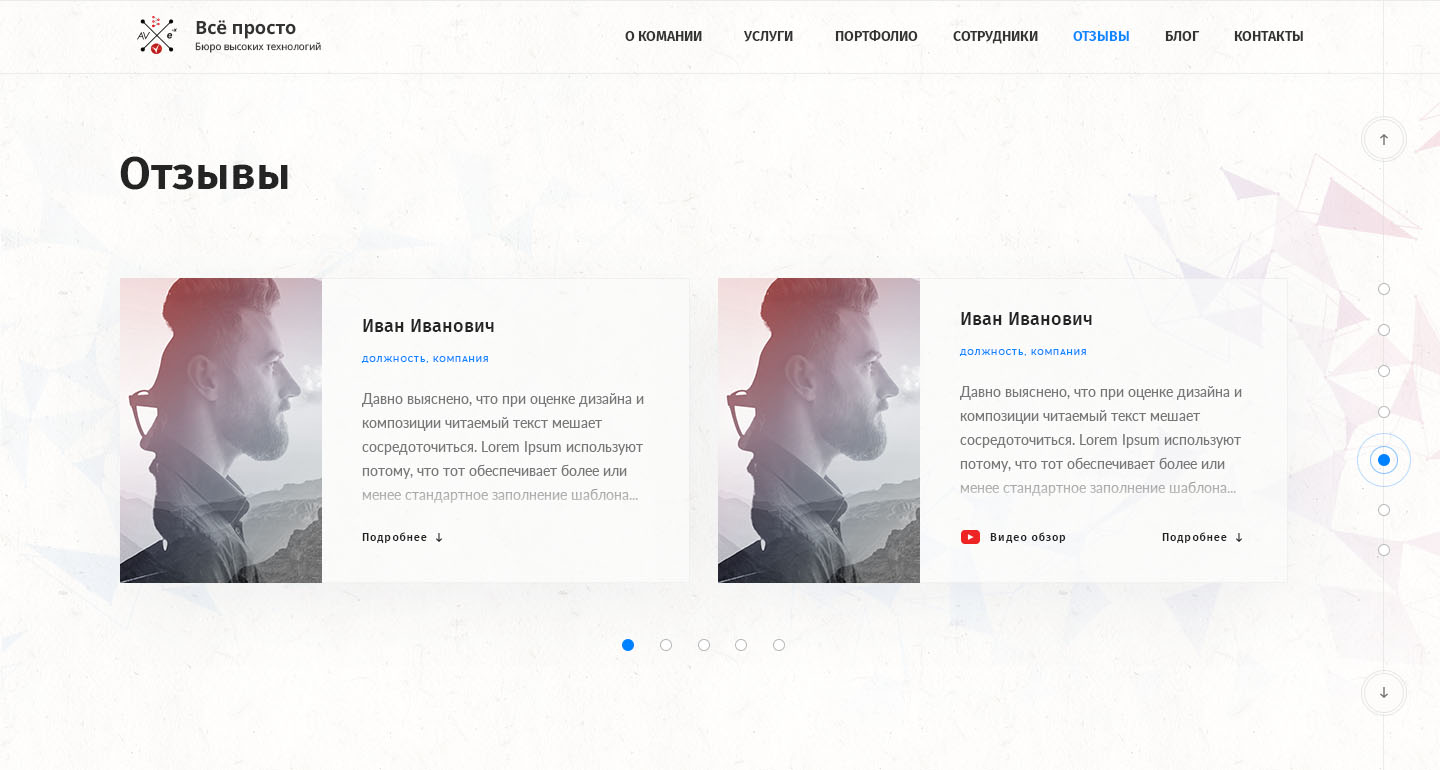 AV
e
-x
Всё просто
Бюро высоких технологий
О КОМАНИИ УСЛУГИ ПОРТФОЛИО СОТРУДНИКИ ОТЗЫВЫ БЛОГ КОНТАКТЫ
Отзывы
Иван Иванович
ДОЛЖНОСТЬ, КОМПАНИЯ
Давно выяснено, что при оценке дизайна и
композиции читаемый текст мешает
сосредоточиться. Lorem Ipsum используют
потому, что тот обеспечивает более или
менее стандартное заполнение шаблона...
Подробнее ↓
Иван Иванович
ДОЛЖНОСТЬ, КОМПАНИЯ
Давно выяснено, что при оценке дизайна и
композиции читаемый текст мешает
сосредоточиться. Lorem Ipsum используют
потому, что тот обеспечивает более или
менее стандартное заполнение шаблона...
Видео обзор Подробнее ↓